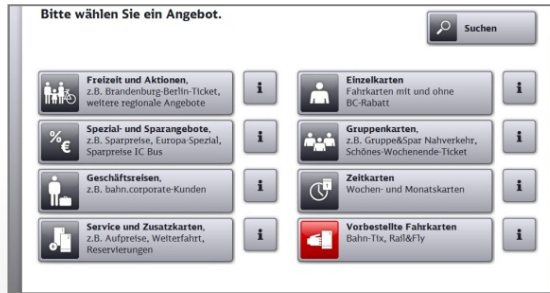 Bitte wählen Sie ein Angebot.
Suchen
Freizeit und Aktionen,
z.B. Brandenburg-Berlin-Ticket,
weitere regionale Angebote
i
Einzelkarten
Fahrkarten mit und ohne
BC-Rabatt
i
Spezial- und Sparangebote,
z.B. Sparpreise, Europa-Spezial,
Sparpreise IC Bus
i
Gruppenkarten,
z.B. Gruppe&Spar Nahverkehr,
Schönes-Wochenende-Ticket
i
Geschäftsreisen,
z.B. bahn.corporate-Kunden
i
Zeitkarten
Wochen- und Monatskarten
i
Service und Zusatzkarten,
z.B. Aufpreise, Weiterfahrt,
Reservierungen
i
Vorbestellte Fahrkarten
Bahn-Tix, Rail&Fly
i